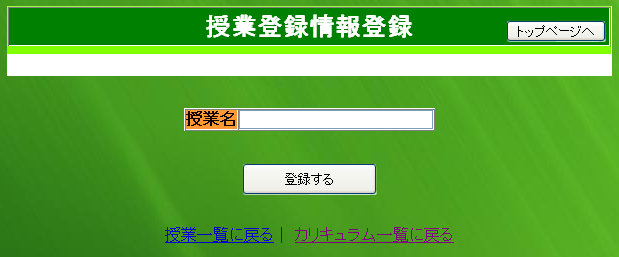 授業登録情報登録
トップページへ
授業名
登録する
授業一覧に戻る | カリキュラム一覧に戻る